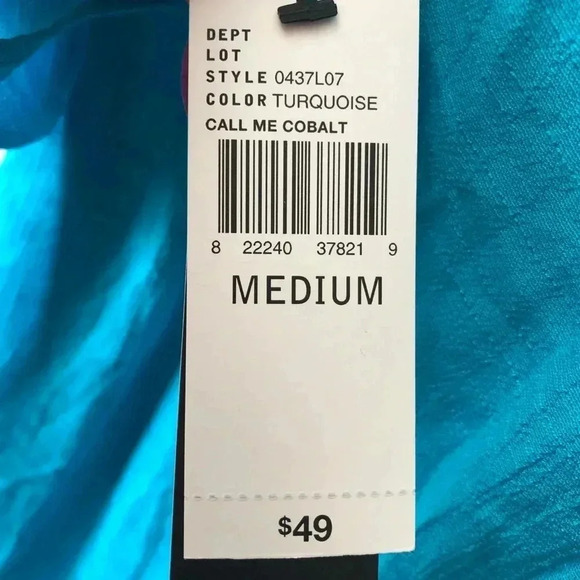 DEPT
LOT
STYLE 0437L07
COLOR TURQUOISE
CALL ME COBALT
8 22240 37821 9
MEDIUM
$49